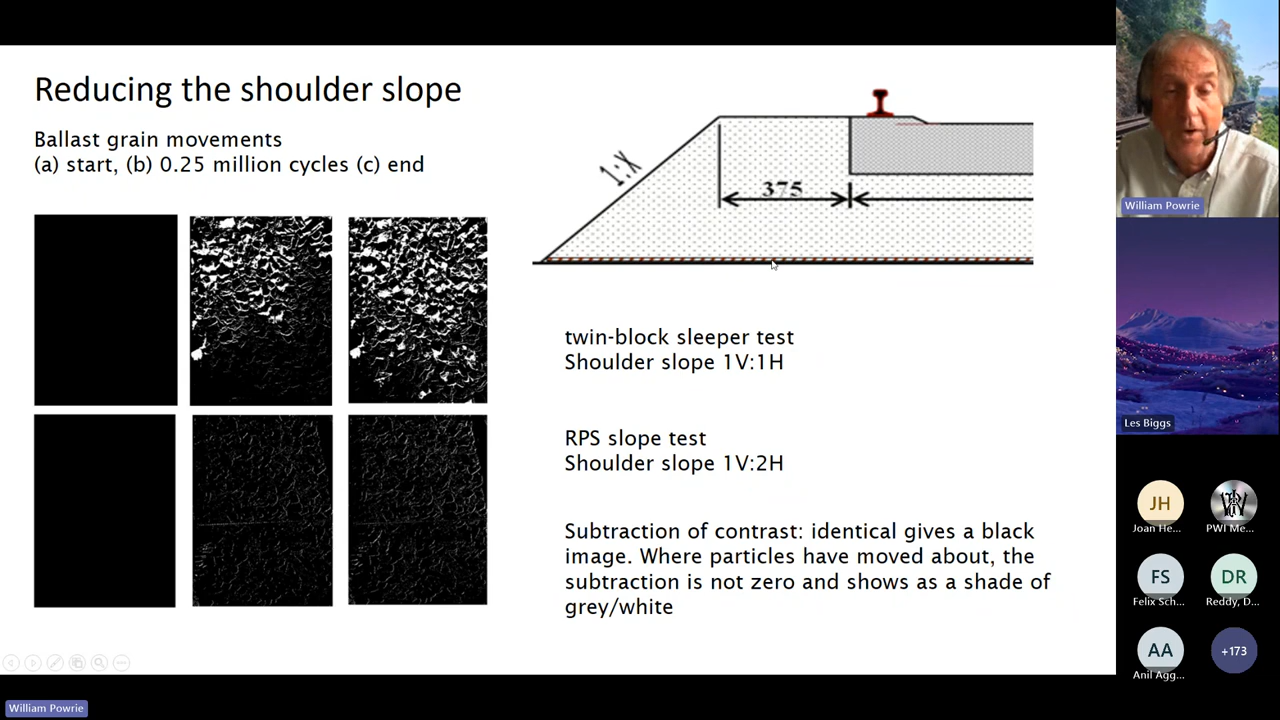 Reducing the shoulder slope
Ballast grain movements
(a) start, (b) 0.25 million cycles (c) end
1:X
375
twin-block sleeper test
Shoulder slope 1V:1H
RPS slope test
Shoulder slope 1V:2H
Subtraction of contrast: identical gives a black
image. Where particles have moved about, the
subtraction is not zero and shows as a shade of
grey/white
William Powrie
Les Biggs
JH
Joan He...
PWI Me...
FS
Felix Sch...
DR
Reddy, D...
AA
Anil Agg...
+173
William Powrie